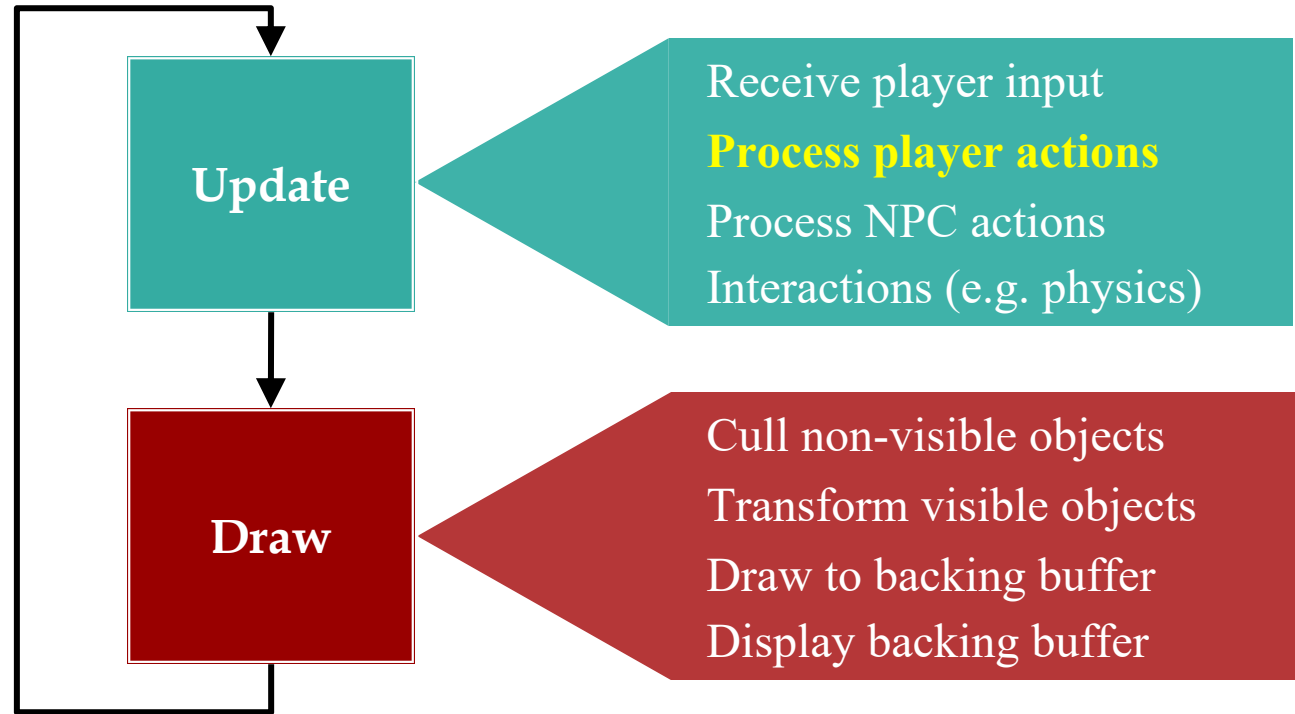 Update
Receive player input
Process player actions
Process NPC actions
Interactions (e.g. physics)
Draw
Cull non-visible objects
Transform visible objects
Draw to backing buffer
Display backing buffer